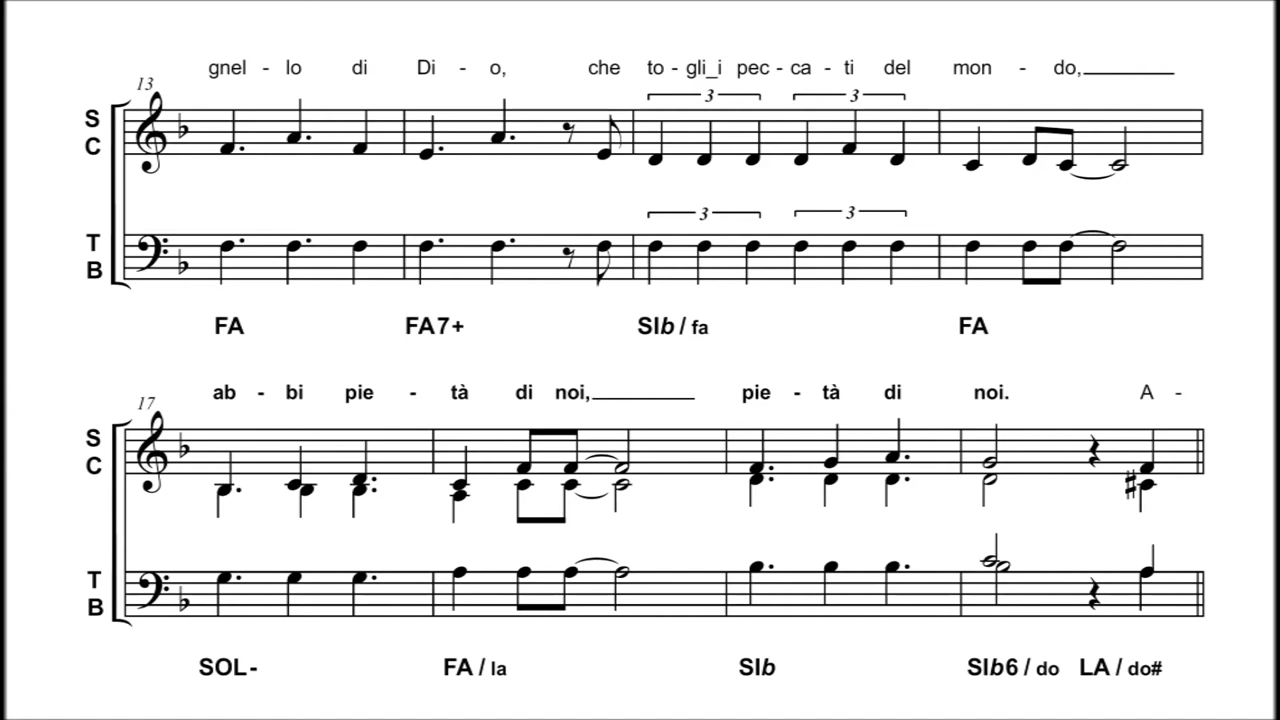 gnel - lo di Di - o, che to - gli_i pec - ca - ti del mon - do,
13
3 3
S
C
3 3
T
B
FA FA7+ SIb / fa FA
ab - bi pie - tà di noi, pie - tà di noi. A -
17
S
C
T
B
SOL- FA / la SIb SIb6 / do LA / do#